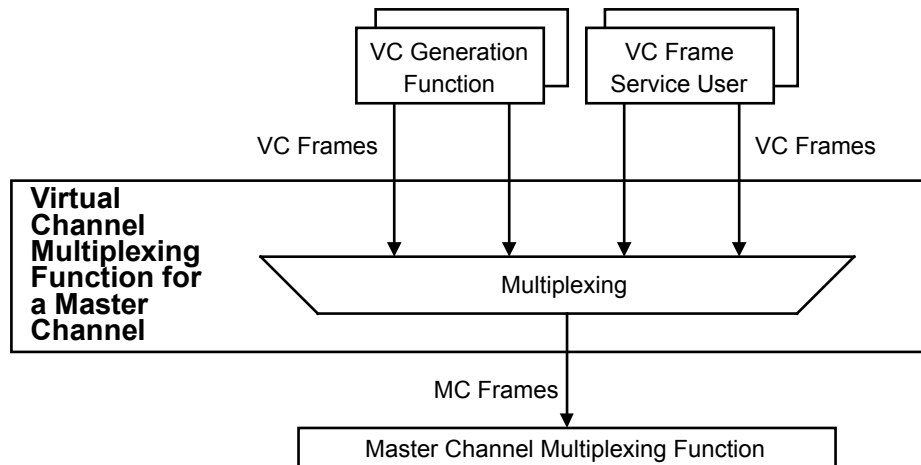 VC Generation
Function
VC Frame
Service User
VC Frames
VC Frames
Virtual
Channel
Multiplexing
Function for
a Master
Channel
Multiplexing
MC Frames
Master Channel Multiplexing Function